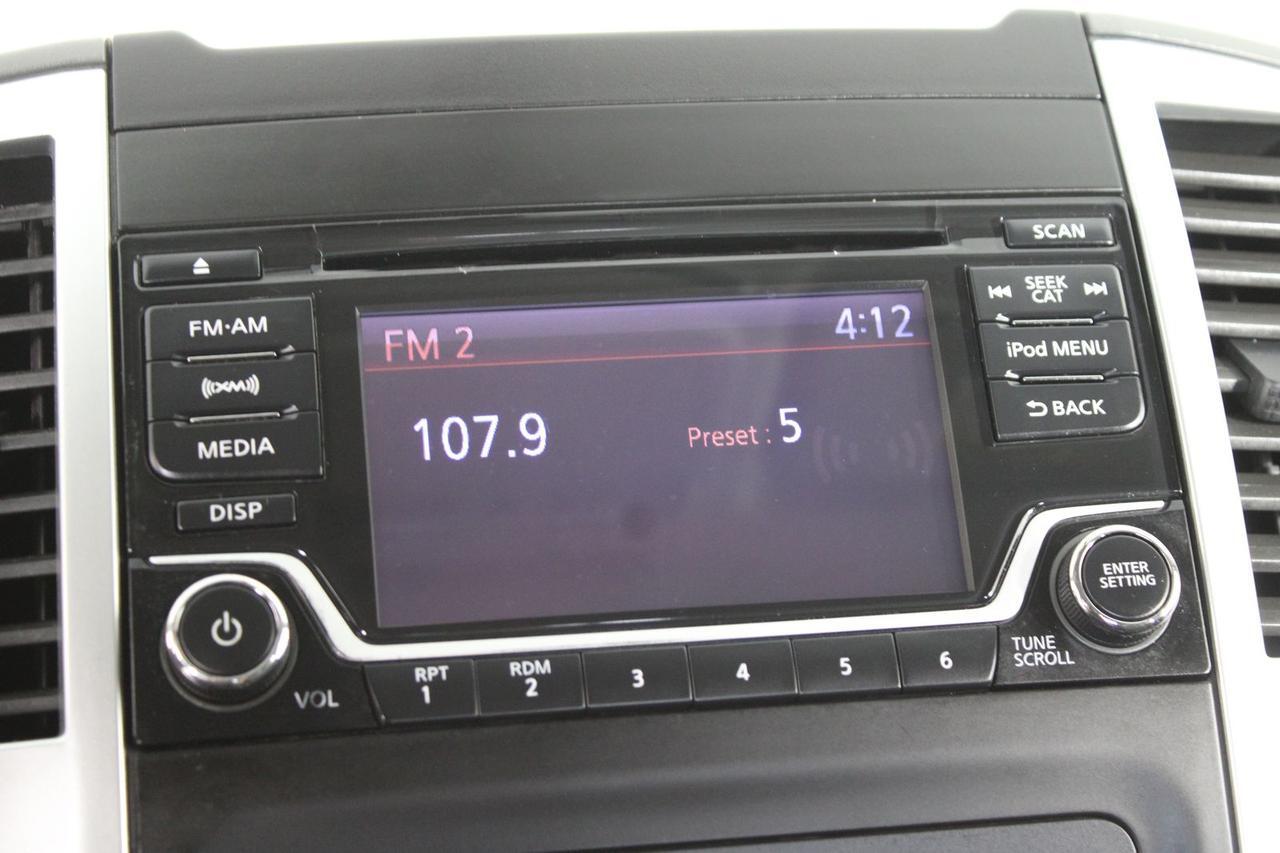 SCAN
FM·AM
SEEK
CAT
XM
iPod MENU
MEDIA
BACK
DISP
FM 2
4:12
107.9
Preset : 5
ENTER
SETTING
VOL
RPT
1
RDM
2
3
4
5
6
TUNE
SCROLL